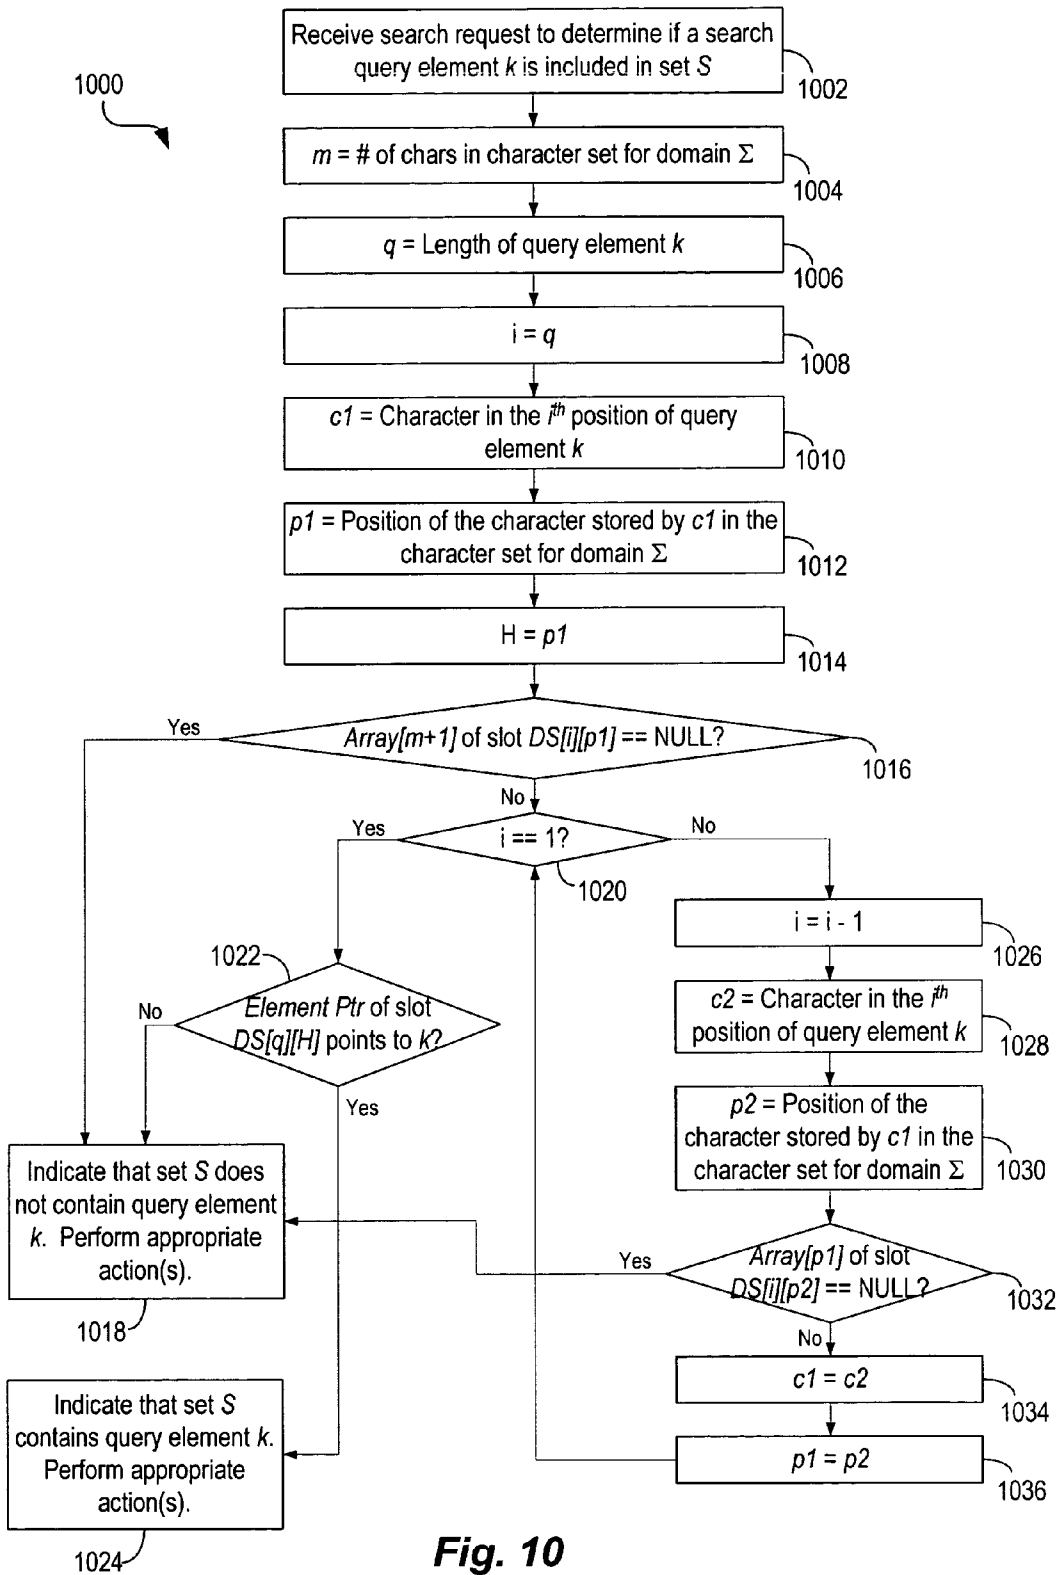 1000
Receive search request to determine if a search
query element k is included in set S
1002
m = # of chars in character set for domain Σ
1004
q = Length of query element k
1006
i = q
1008
c1 = Character in the ith position of query
element k
1010
p1 = Position of the character stored by c1 in the
character set for domain Σ
1012
H = p1
1014
Array[m+1] of slot DS[i][p1] == NULL?
1016
Yes
No
i == 1?
1020
Yes
No
i = i - 1
1026
c2 = Character in the ith
position of query element k
1028
p2 = Position of the
character stored by c1 in the
character set for domain Σ
1030
Array[p1] of slot
DS[i][p2] == NULL?
1032
Yes
No
c1 = c2
1034
p1 = p2
1036
1022
Element Ptr of slot
DS[q][H] points to k?
No
Yes
Indicate that set S does
not contain query element
k. Perform appropriate
action(s).
1018
Indicate that set S
contains query element k.
Perform appropriate
action(s).
1024
Fig. 10